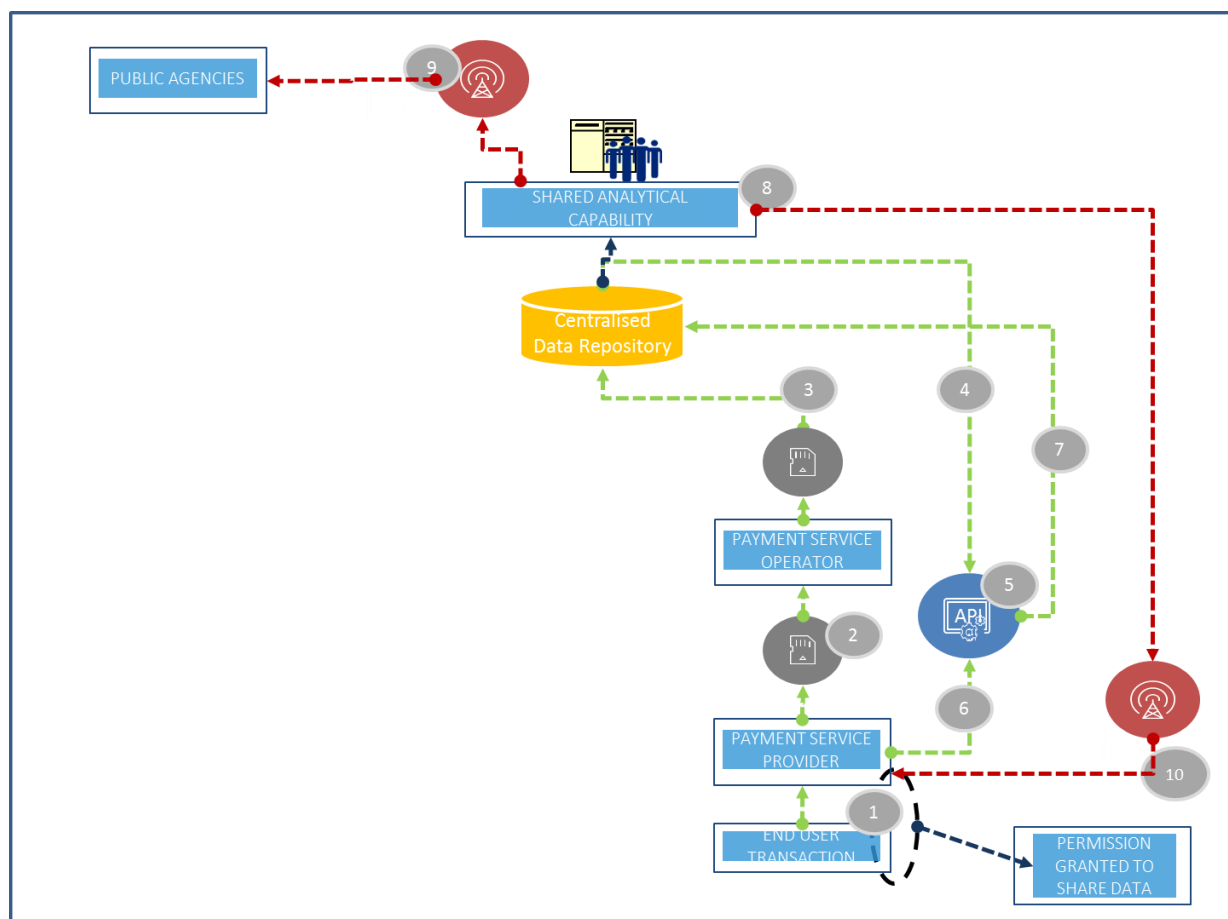 9
PUBLIC AGENCIES
8
SHARED ANALYTICAL
CAPABILITY
Centralised
Data Repository
3
4
7
PAYMENT SERVICE
OPERATOR
5
API
2
6
PAYMENT SERVICE
PROVIDER
10
1
END USER
TRANSACTION
PERMISSION
GRANTED TO
SHARE DATA